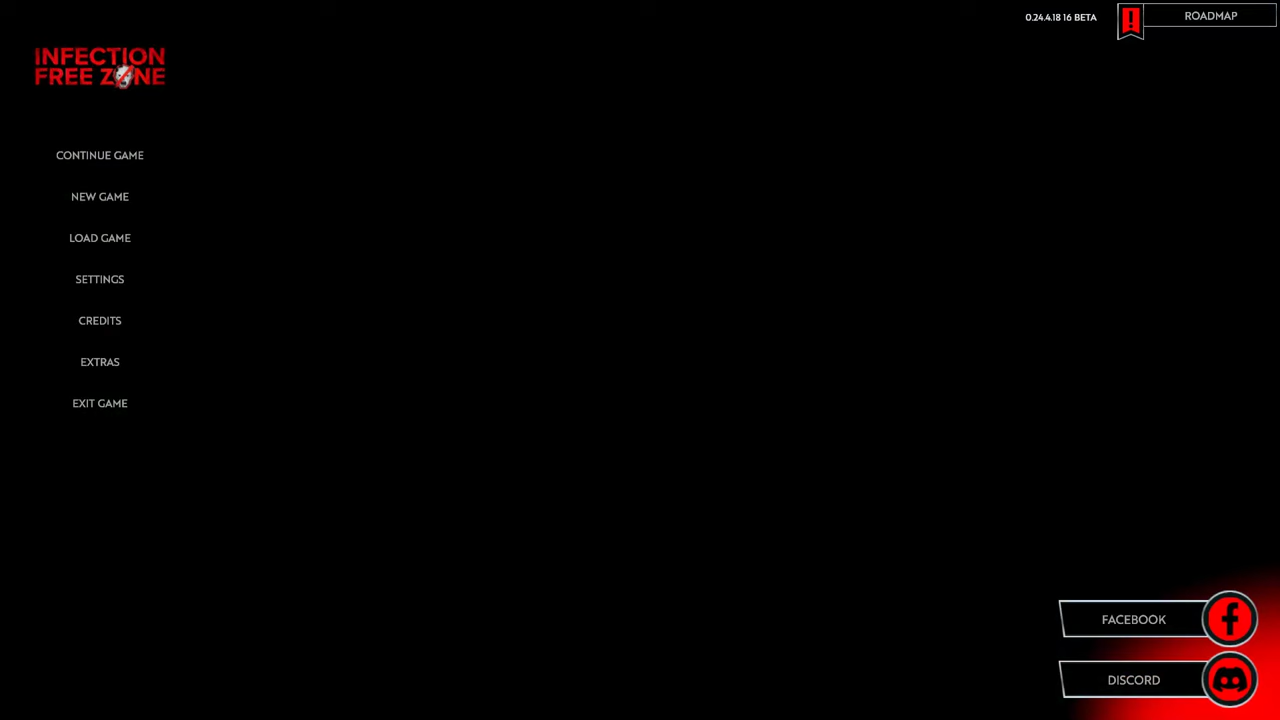 0.24.4.18 16 BETA
ROADMAP
INFECTION
FREE ZONE
CONTINUE GAME
NEW GAME
LOAD GAME
SETTINGS
CREDITS
EXTRAS
EXIT GAME
FACEBOOK
DISCORD